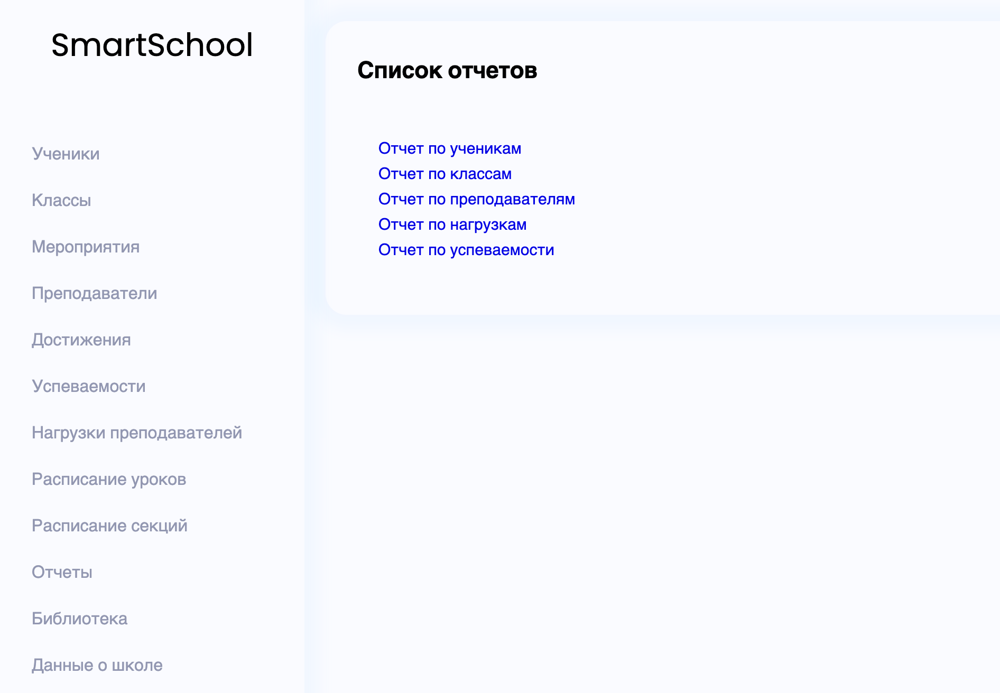 SmartSchool
Ученики
Классы
Мероприятия
Преподаватели
Достижения
Успеваемости
Нагрузки преподавателей
Расписание уроков
Расписание секций
Отчеты
Библиотека
Данные о школе
Список отчетов
Отчет по ученикам
Отчет по классам
Отчет по преподавателям
Отчет по нагрузкам
Отчет по успеваемости